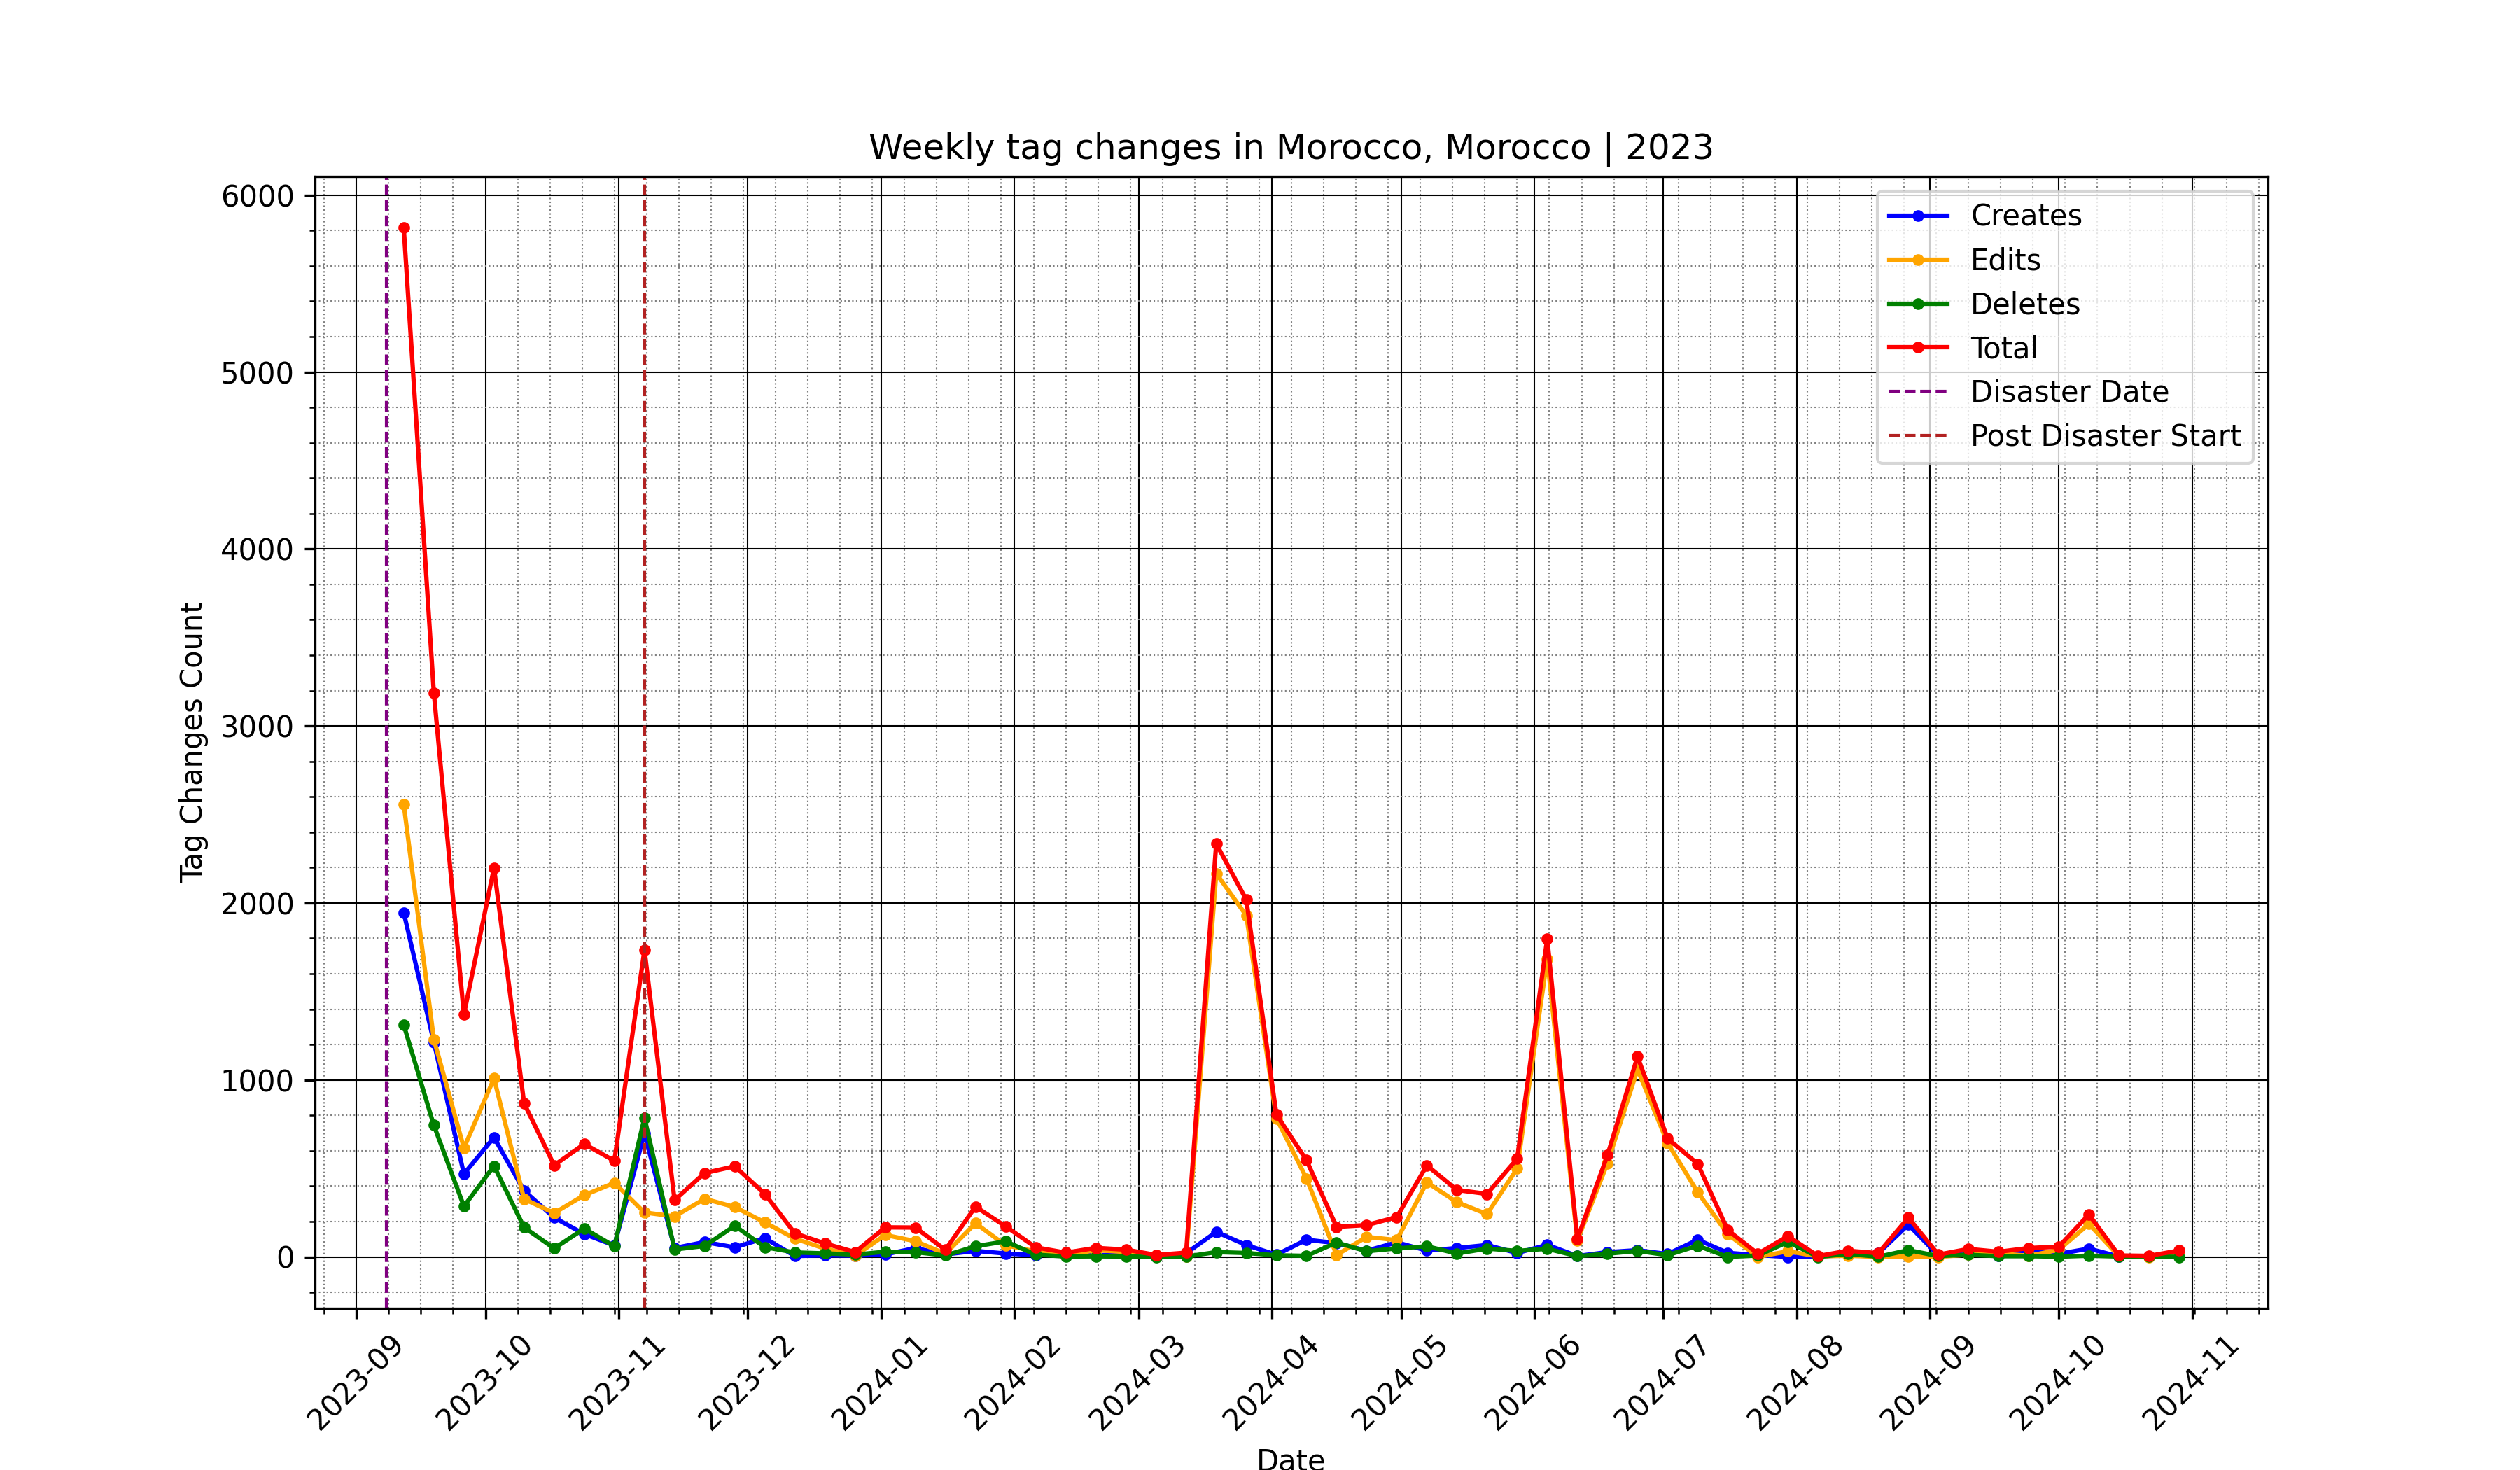 Weekly tag changes in Morocco, Morocco | 2023
6000
5000
4000
3000
2000
1000
0
Tag Changes Count
Creates
Edits
Deletes
Total
Disaster Date
Post Disaster Start
2023-09
2023-10
2023-11
2023-12
2024-01
2024-02
2024-03
2024-04
2024-05
2024-06
2024-07
2024-08
2024-09
2024-10
2024-11
Date